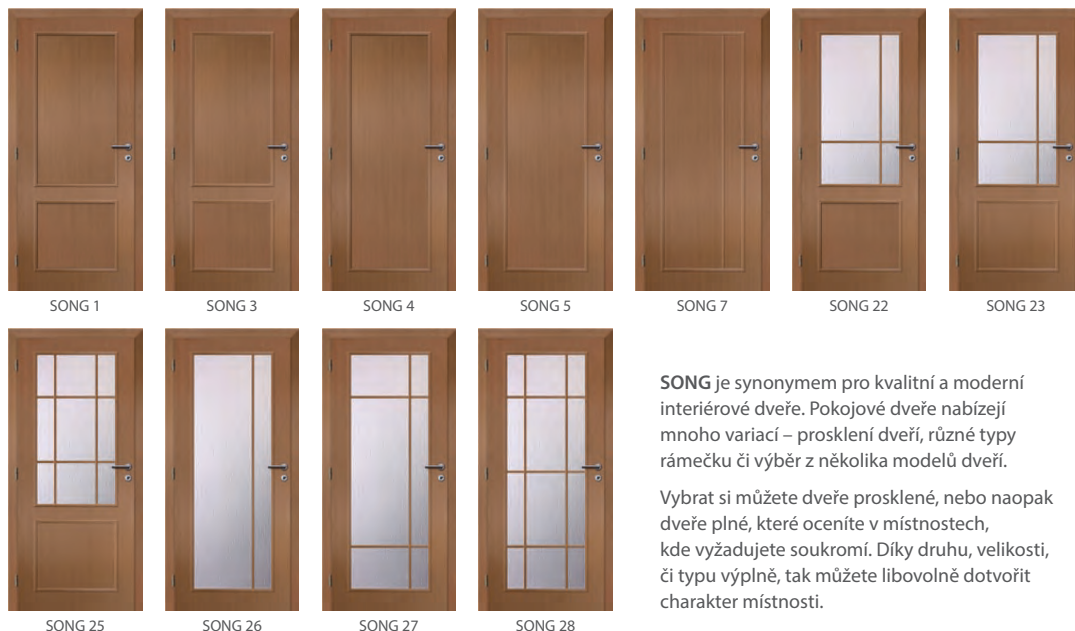 SONG 1
SONG 3
SONG 4
SONG 5
SONG 7
SONG 22
SONG 23
SONG 25
SONG 26
SONG 27
SONG 28
SONG je synonymem pro kvalitní a moderní
interiérové dveře. Pokojové dveře nabízejí
mnoho variací – prosklení dveří, různé typy
rámečku či výběr z několika modelů dveří.
Vybrat si můžete dveře prosklené, nebo naopak
dveře plné, které oceníte v místnostech,
kde vyžadujete soukromí. Díky druhu, velikosti,
či typu výplně, tak můžete libovolně dotvořit
charakter místnosti.